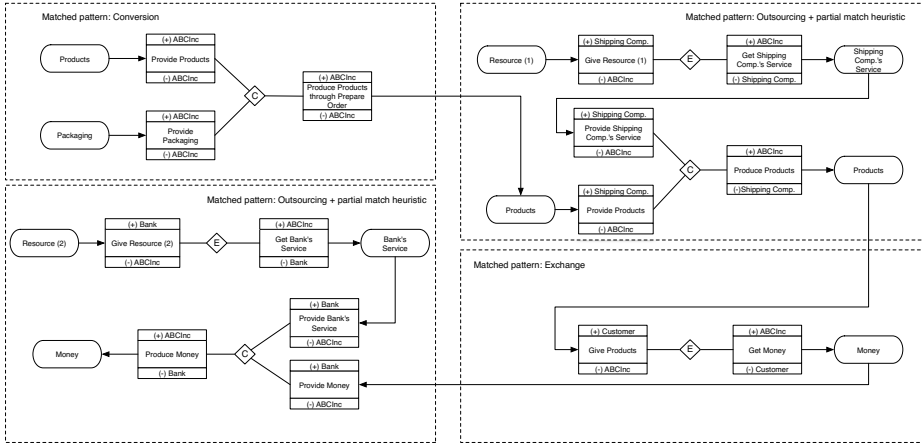 Matched pattern: Conversion
Products
(+) ABCInc
Provide Products
(-) ABCInc
Packaging
(+) ABCInc
Provide
Packaging
(-) ABCInc
C
(+) ABCInc
Produce Products
through Prepare
Order
(-) ABCInc
Matched pattern: Outsourcing + partial match heuristic
Resource (1)
(+) Shipping Comp.
Give Resource (1)
(-) ABCInc
E
(+) ABCInc
Get Shipping
Comp.'s Service
(-) Shipping Comp.
Shipping
Comp.'s
Service
(+) Shipping Comp.
Provide Shipping
Comp.'s Service
(-) ABCInc
Products
(+) Shipping Comp.
Provide Products
(-) ABCInc
C
(+) ABCInc
Produce Products
(-)Shipping Comp.
Products
Matched pattern: Outsourcing + partial match heuristic
Resource (2)
(+) Bank
Give Resource (2)
(-) ABCInc
E
(+) ABCInc
Get Bank's
Service
(-) Bank
Bank's
Service
(+) Bank
Provide Bank's
Service
(-) ABCInc
Money
(+) ABCInc
Produce Money
(-) Bank
C
(+) Bank
Provide Money
(-) ABCInc
Matched pattern: Exchange
(+) Customer
Give Products
(-) ABCInc
E
(+) ABCInc
Get Money
(-) Customer
Money